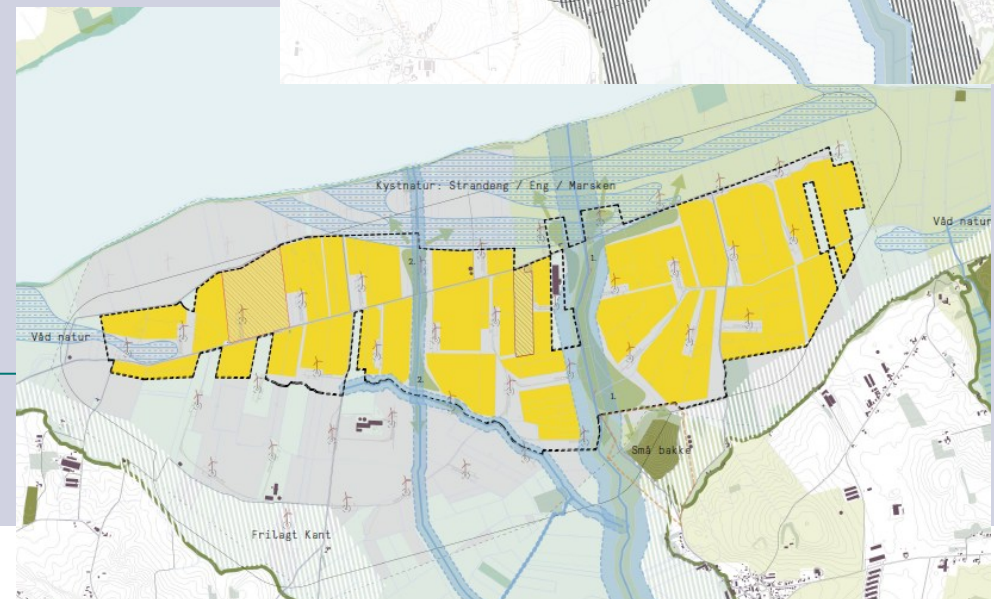 Kystnatur: Strandeng / Eng / Marsken
Våd natur
2.
1.
Våd natur
2.
1.
Små bakke
Frilagt Kant